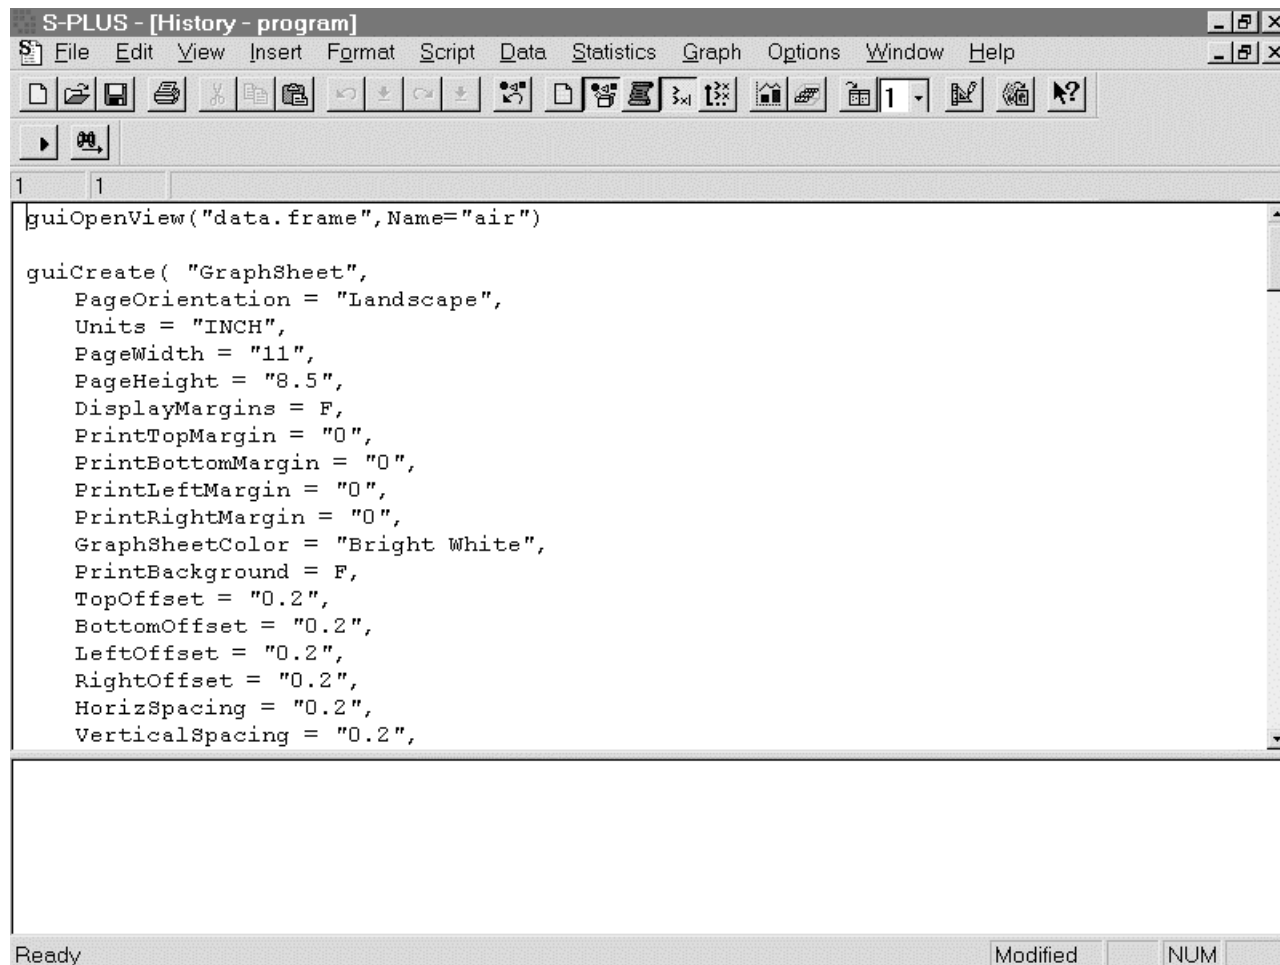 S-PLUS - [History - program]
File Edit View Insert Format Script Data Statistics Graph Options Window Help
1
1 1
guiOpenView("data.frame",Name="air")
guiCreate( "GraphSheet",
PageOrientation = "Landscape",
Units = "INCH",
PageWidth = "11",
PageHeight = "8.5",
DisplayMargins = F,
PrintTopMargin = "0",
PrintBottomMargin = "0",
PrintLeftMargin = "0",
PrintRightMargin = "0",
GraphSheetColor = "Bright White",
PrintBackground = F,
TopOffset = "0.2",
BottomOffset = "0.2",
LeftOffset = "0.2",
RightOffset = "0.2",
HorizSpacing = "0.2",
VerticalSpacing = "0.2",
Ready Modified NUM